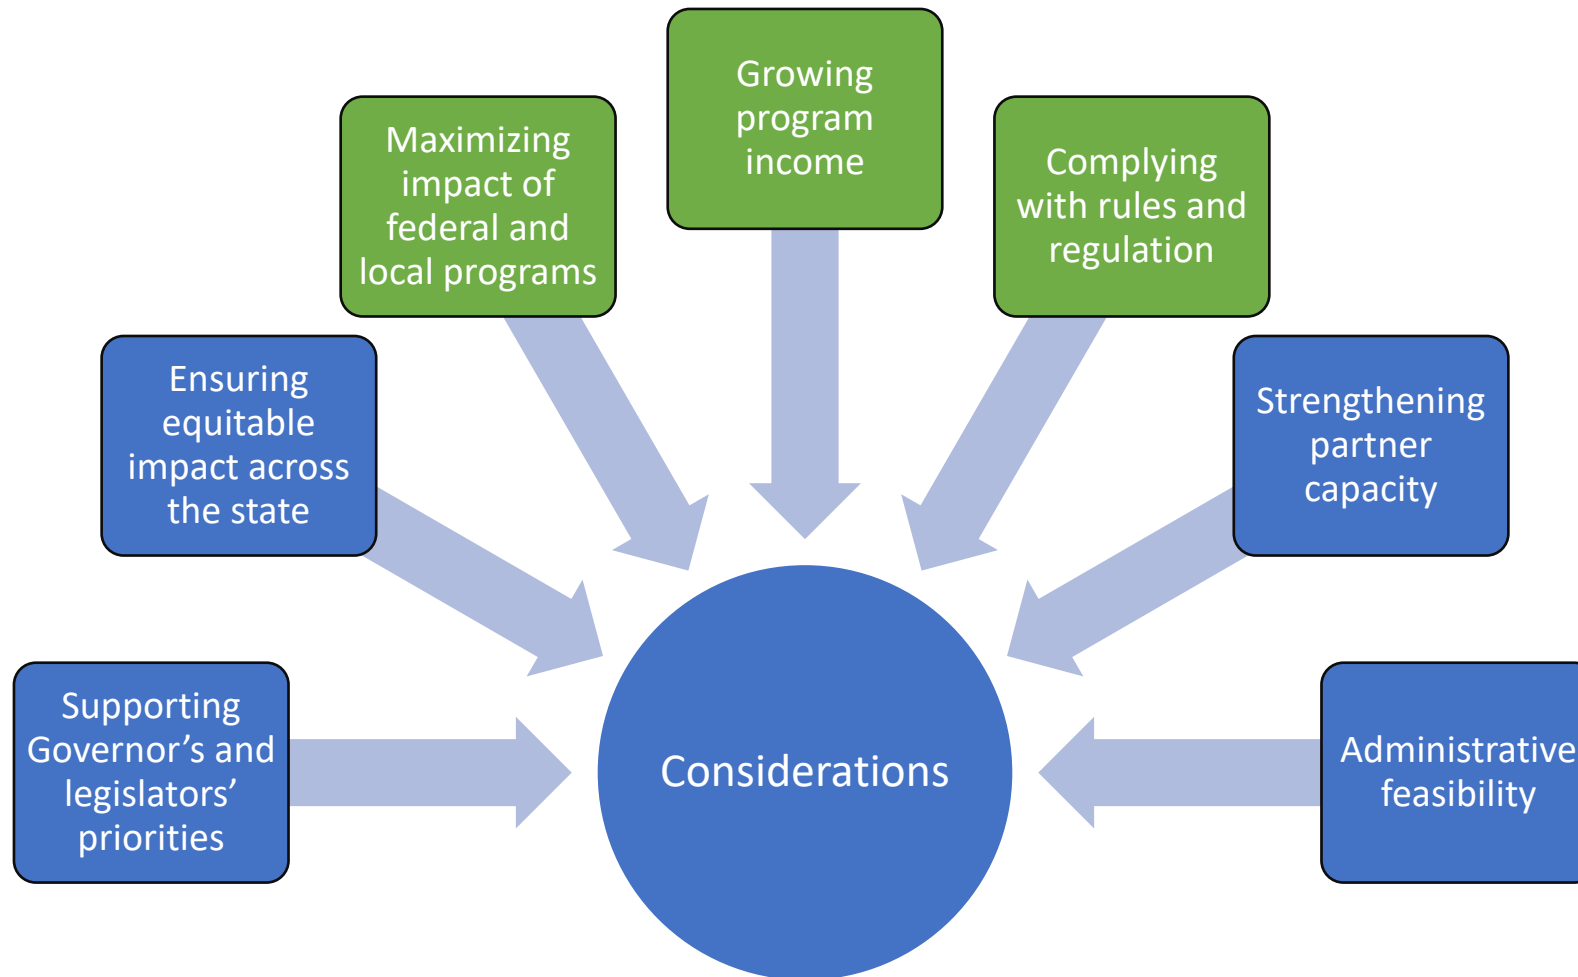 Growing
program
income
Maximizing
impact of
federal and
local programs
Complying
with rules and
regulation
Ensuring
equitable
impact across
the state
Strengthening
partner
capacity
Supporting
Governor’s and
legislators’
priorities
Considerations
Administrative
feasibility